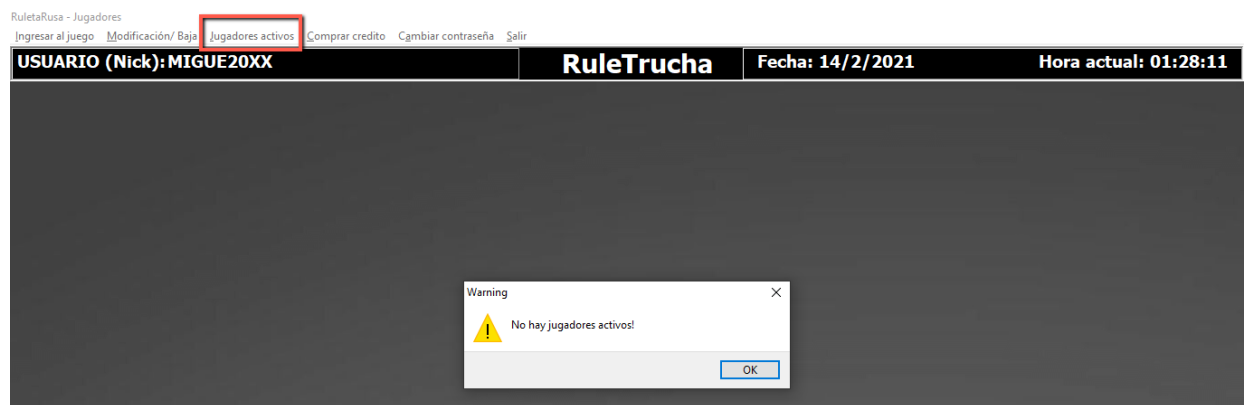 RuletaRusa - Jugadores
Ingresar al juego Modificación/ Baja Jugadores activos Comprar credito Cambiar contraseña Salir
USUARIO (Nick): MIGUE20XX RuleTrucha Fecha: 14/2/2021 Hora actual: 01:28:11
Warning
No hay jugadores activos!
OK